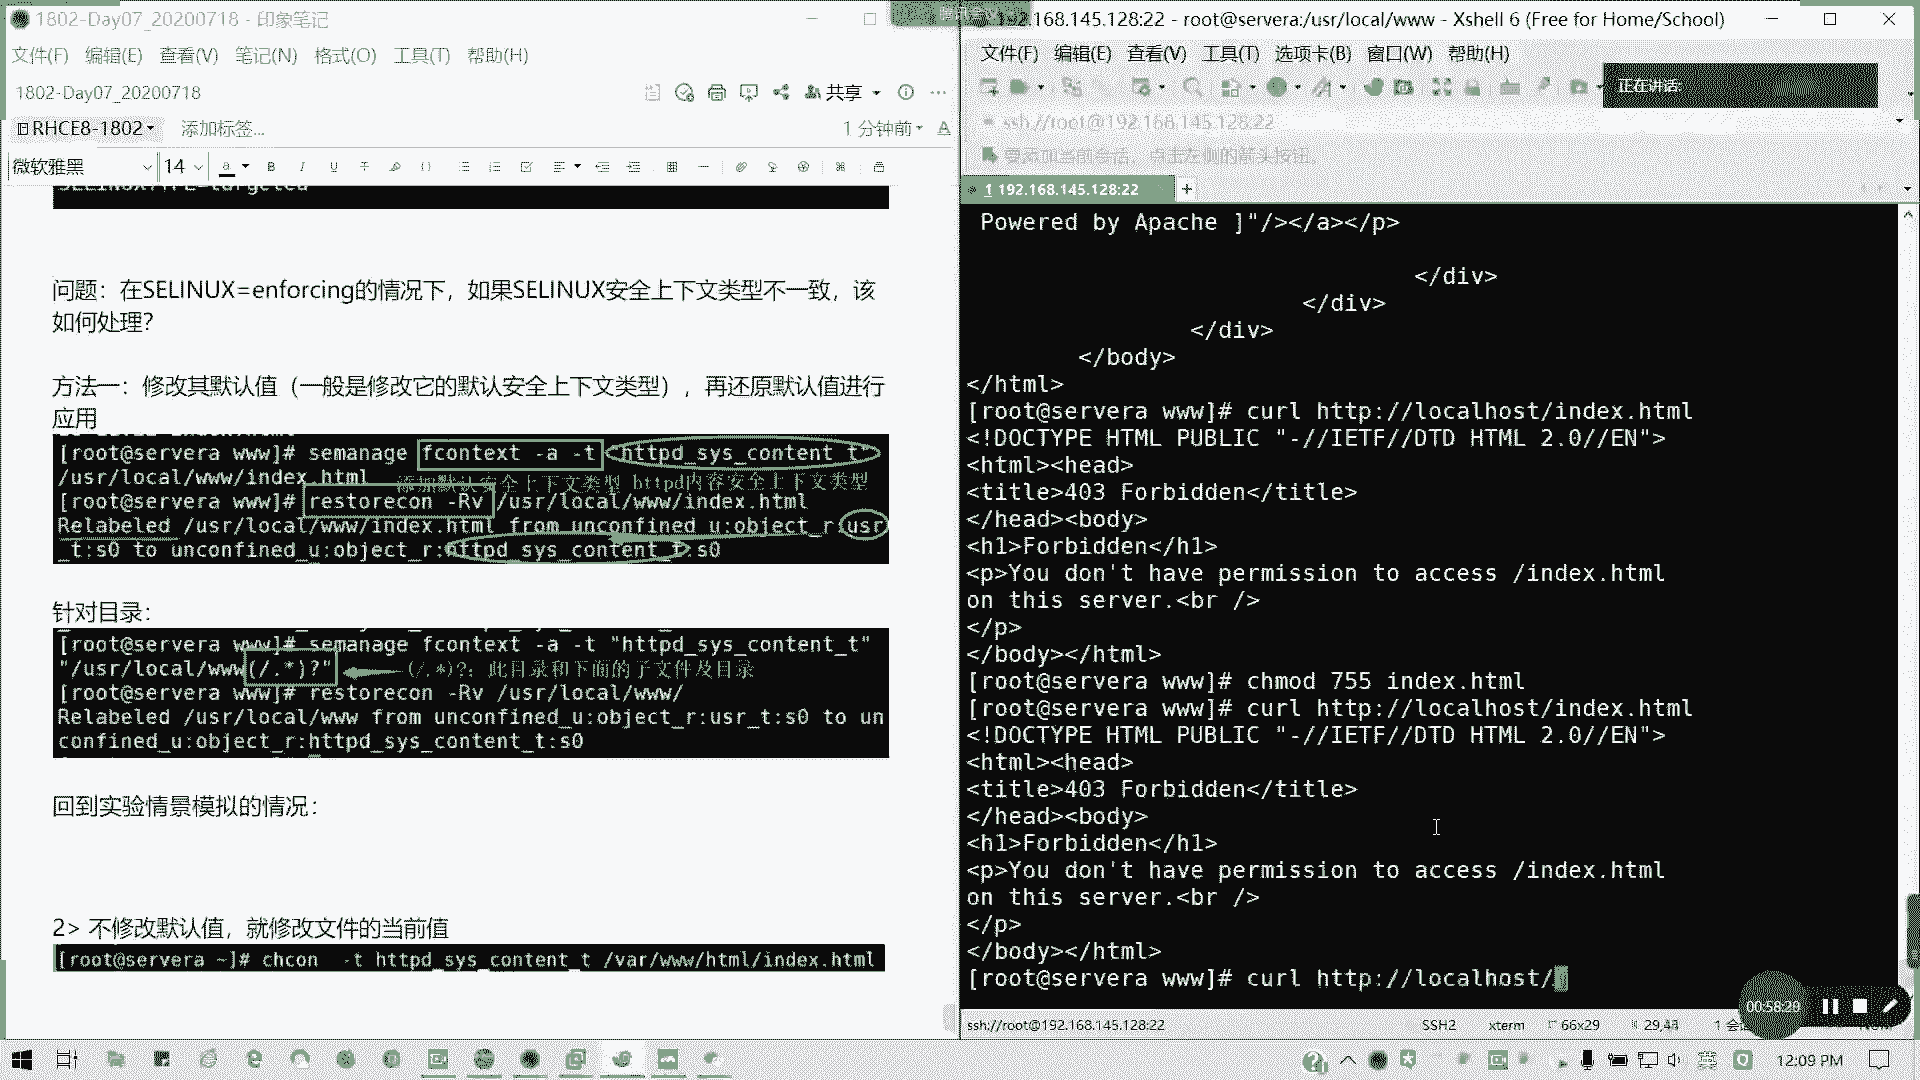 1802-Day07_20200718 - 印象笔记
文件(F) 编辑(E) 查看(V) 笔记(N) 格式(O) 工具(T) 帮助(H)
1802-Day07_20200718
共享
RHCE8-1802 添加标签...
1 分钟前
微软雅黑 14
SELINUXTYPE=targeted
问题：在SELINUX=enforcing的情况下，如果SELINUX安全上下文类型不一致，该
如何处理？
方法一：修改其默认值（一般是修改它的默认安全上下文类型），再还原默认值进行
应用
[root@servera www]# semanage fcontext -a -t "httpd_sys_content_t"
/usr/local/www/index.html
添加默认安全上下文类型 httpd内容安全上下文类型
[root@servera www]# restorecon -Rv /usr/local/www/index.html
Relabeled /usr/local/www/index.html from unconfined_u:object_r:usr
_t:s0 to unconfined_u:object_r:httpd_sys_content_t:s0
针对目录：
[root@servera www]# semanage fcontext -a -t "httpd_sys_content_t"
"/usr/local/www(/.*)?"
(/.*)?：此目录和下面的子文件及目录
[root@servera www]# restorecon -Rv /usr/local/www/
Relabeled /usr/local/www from unconfined_u:object_r:usr_t:s0 to un
confined_u:object_r:httpd_sys_content_t:s0
回到实验情景模拟的情况：
2> 不修改默认值，就修改文件的当前值
[root@servera ~]# chcon  -t httpd_sys_content_t /var/www/html/index.html
192.168.145.128:22 - root@servera:/usr/local/www - Xshell 6 (Free for Home/School)
文件(F) 编辑(E) 查看(V) 工具(T) 选项卡(B) 窗口(W) 帮助(H)
正在讲话:
ssh://root@192.168.145.128:22
要添加当前会话，点击左侧的箭头按钮。
1 192.168.145.128:22
Powered by Apache ]"/></a></p>
</div>
</div>
</div>
</body>
</html>
[root@servera www]# curl http://localhost/index.html
<!DOCTYPE HTML PUBLIC "-//IETF//DTD HTML 2.0//EN">
<html><head>
<title>403 Forbidden</title>
</head><body>
<h1>Forbidden</h1>
<p>You don't have permission to access /index.html
on this server.<br />
</p>
</body></html>
[root@servera www]# chmod 755 index.html
[root@servera www]# curl http://localhost/index.html
<!DOCTYPE HTML PUBLIC "-//IETF//DTD HTML 2.0//EN">
<html><head>
<title>403 Forbidden</title>
</head><body>
<h1>Forbidden</h1>
<p>You don't have permission to access /index.html
on this server.<br />
</p>
</body></html>
[root@servera www]# curl http://localhost/
00:58:29
ssh://root@192.168.145.128:22 SSH2 xterm 66x29 29,44
英
12:09 PM